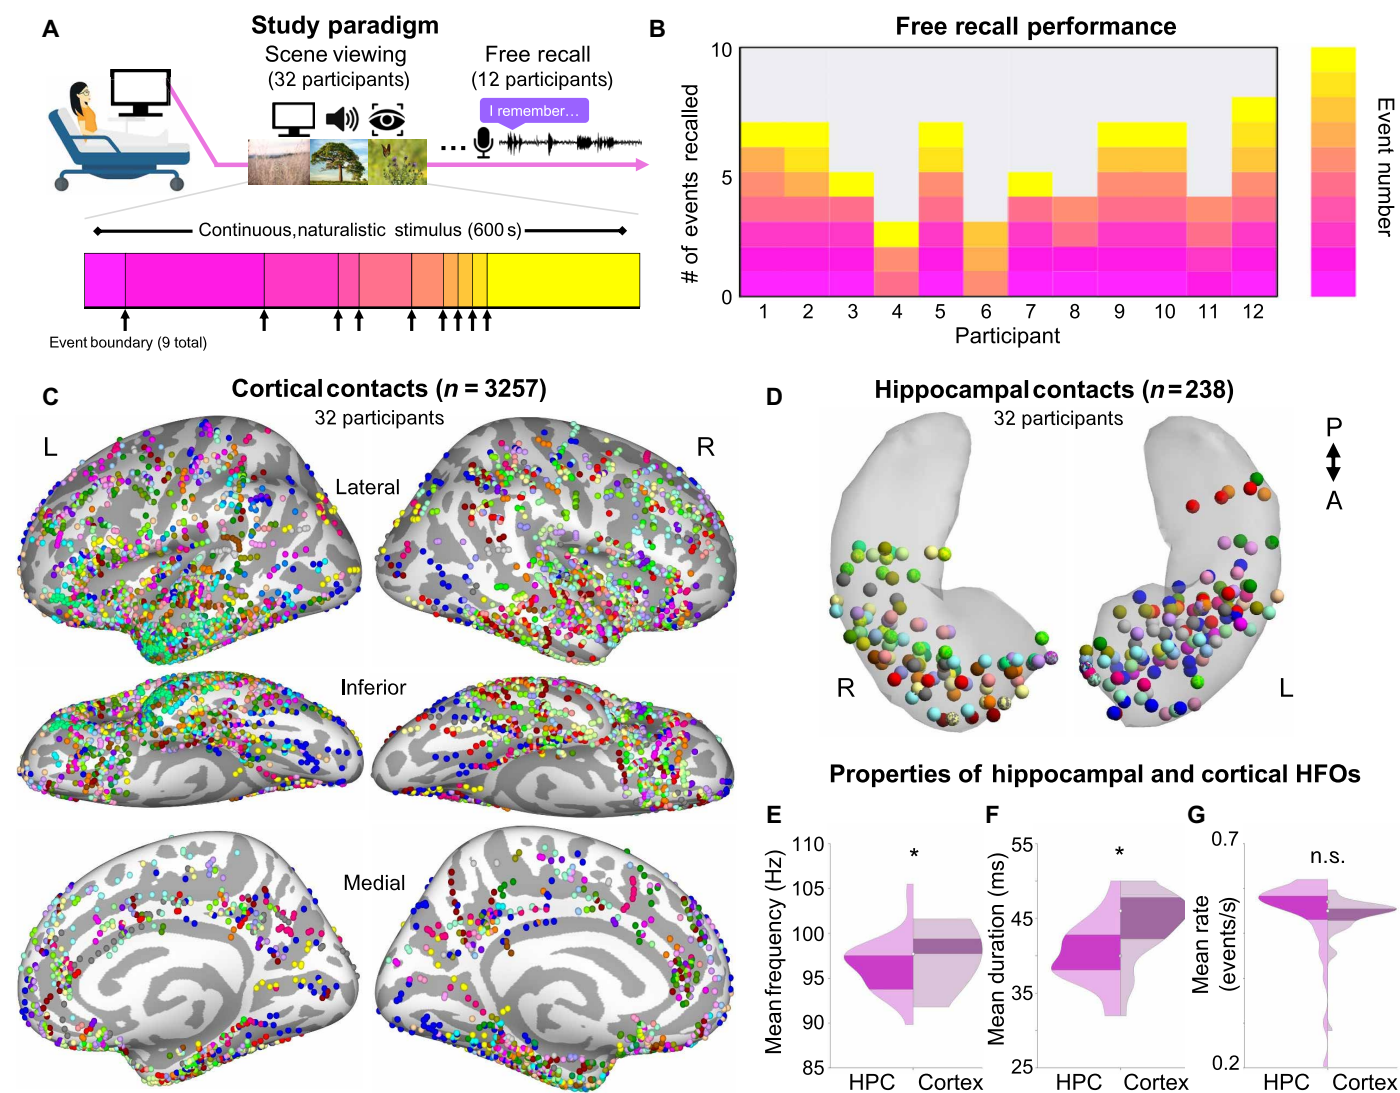 A
Study paradigm
Scene viewing
(32 participants)
Free recall
(12 participants)
I remember...
...
Continuous, naturalistic stimulus (600 s)
Event boundary (9 total)
B
Free recall performance
# of events recalled
10
5
0
1 2 3 4 5 6 7 8 9 10 11 12
Participant
Event number
C
Cortical contacts (n = 3257)
32 participants
L
R
Lateral
Inferior
Medial
D
Hippocampal contacts (n = 238)
32 participants
P
A
R
L
Properties of hippocampal and cortical HFOs
E
Mean frequency (Hz)
110
105
100
95
90
85
*
HPC Cortex
F
Mean duration (ms)
55
45
35
25
*
HPC Cortex
G
Mean rate
(events/s)
0.7
0.2
n.s.
HPC Cortex